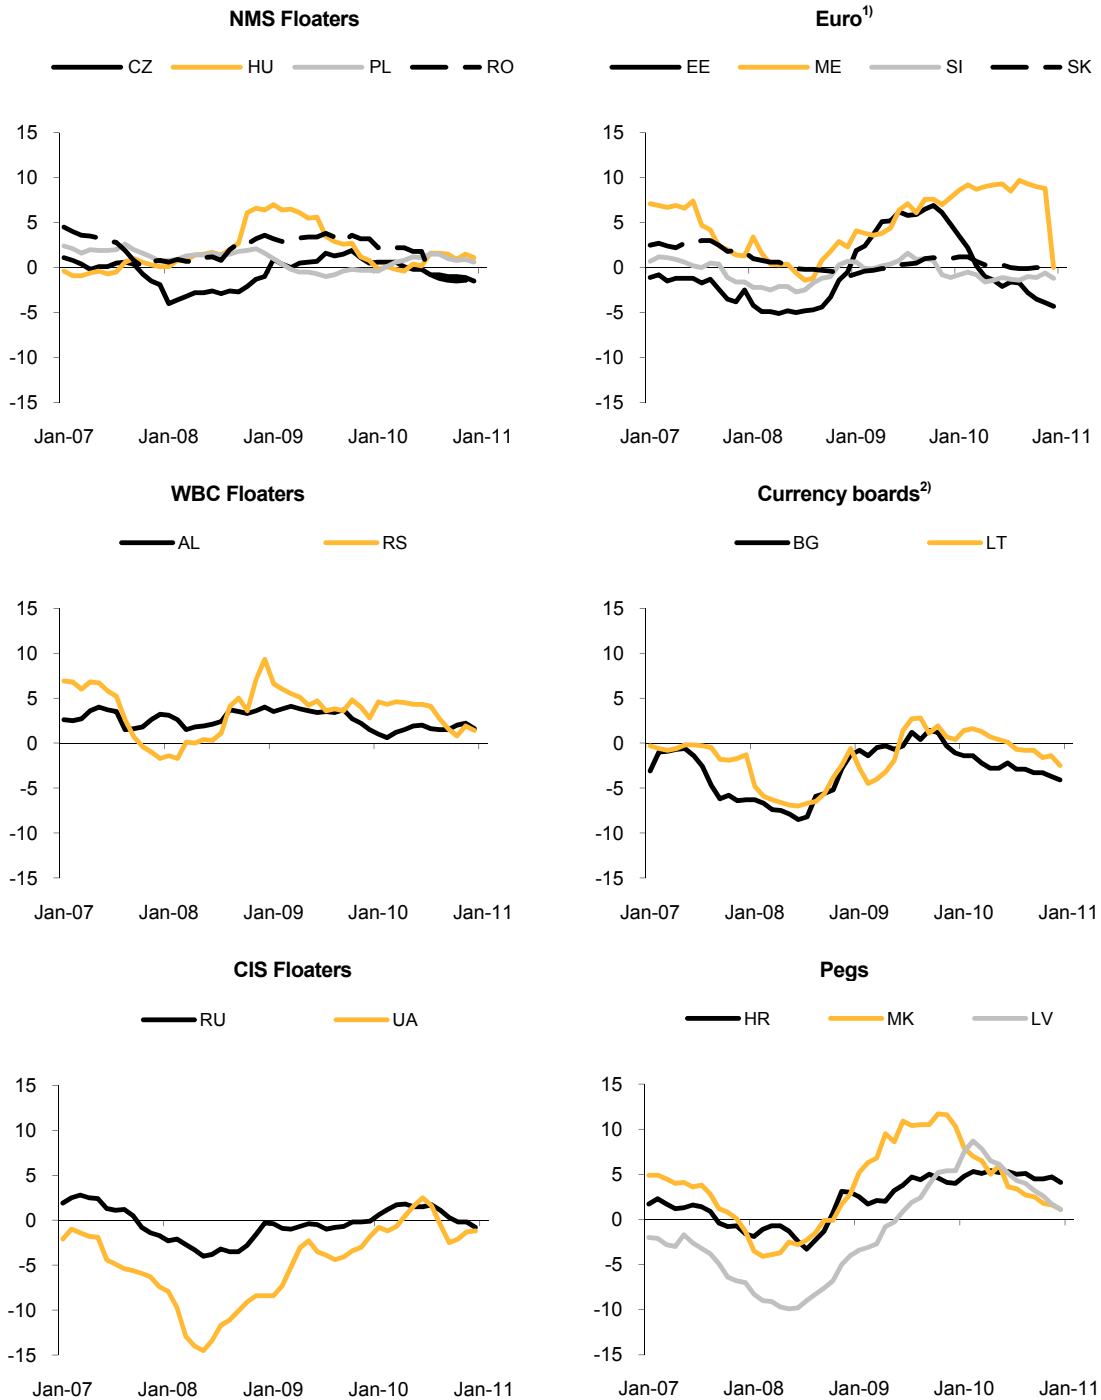 NMS Floaters
CZ HU PL RO
15
10
5
0
-5
-10
-15
Jan-07 Jan-08 Jan-09 Jan-10 Jan-11
Euro1)
EE ME SI SK
15
10
5
0
-5
-10
-15
Jan-07 Jan-08 Jan-09 Jan-10 Jan-11
WBC Floaters
AL RS
15
10
5
0
-5
-10
-15
Jan-07 Jan-08 Jan-09 Jan-10 Jan-11
Currency boards2)
BG LT
15
10
5
0
-5
-10
-15
Jan-07 Jan-08 Jan-09 Jan-10 Jan-11
CIS Floaters
RU UA
15
10
5
0
-5
-10
-15
Jan-07 Jan-08 Jan-09 Jan-10 Jan-11
Pegs
HR MK LV
15
10
5
0
-5
-10
-15
Jan-07 Jan-08 Jan-09 Jan-10 Jan-11